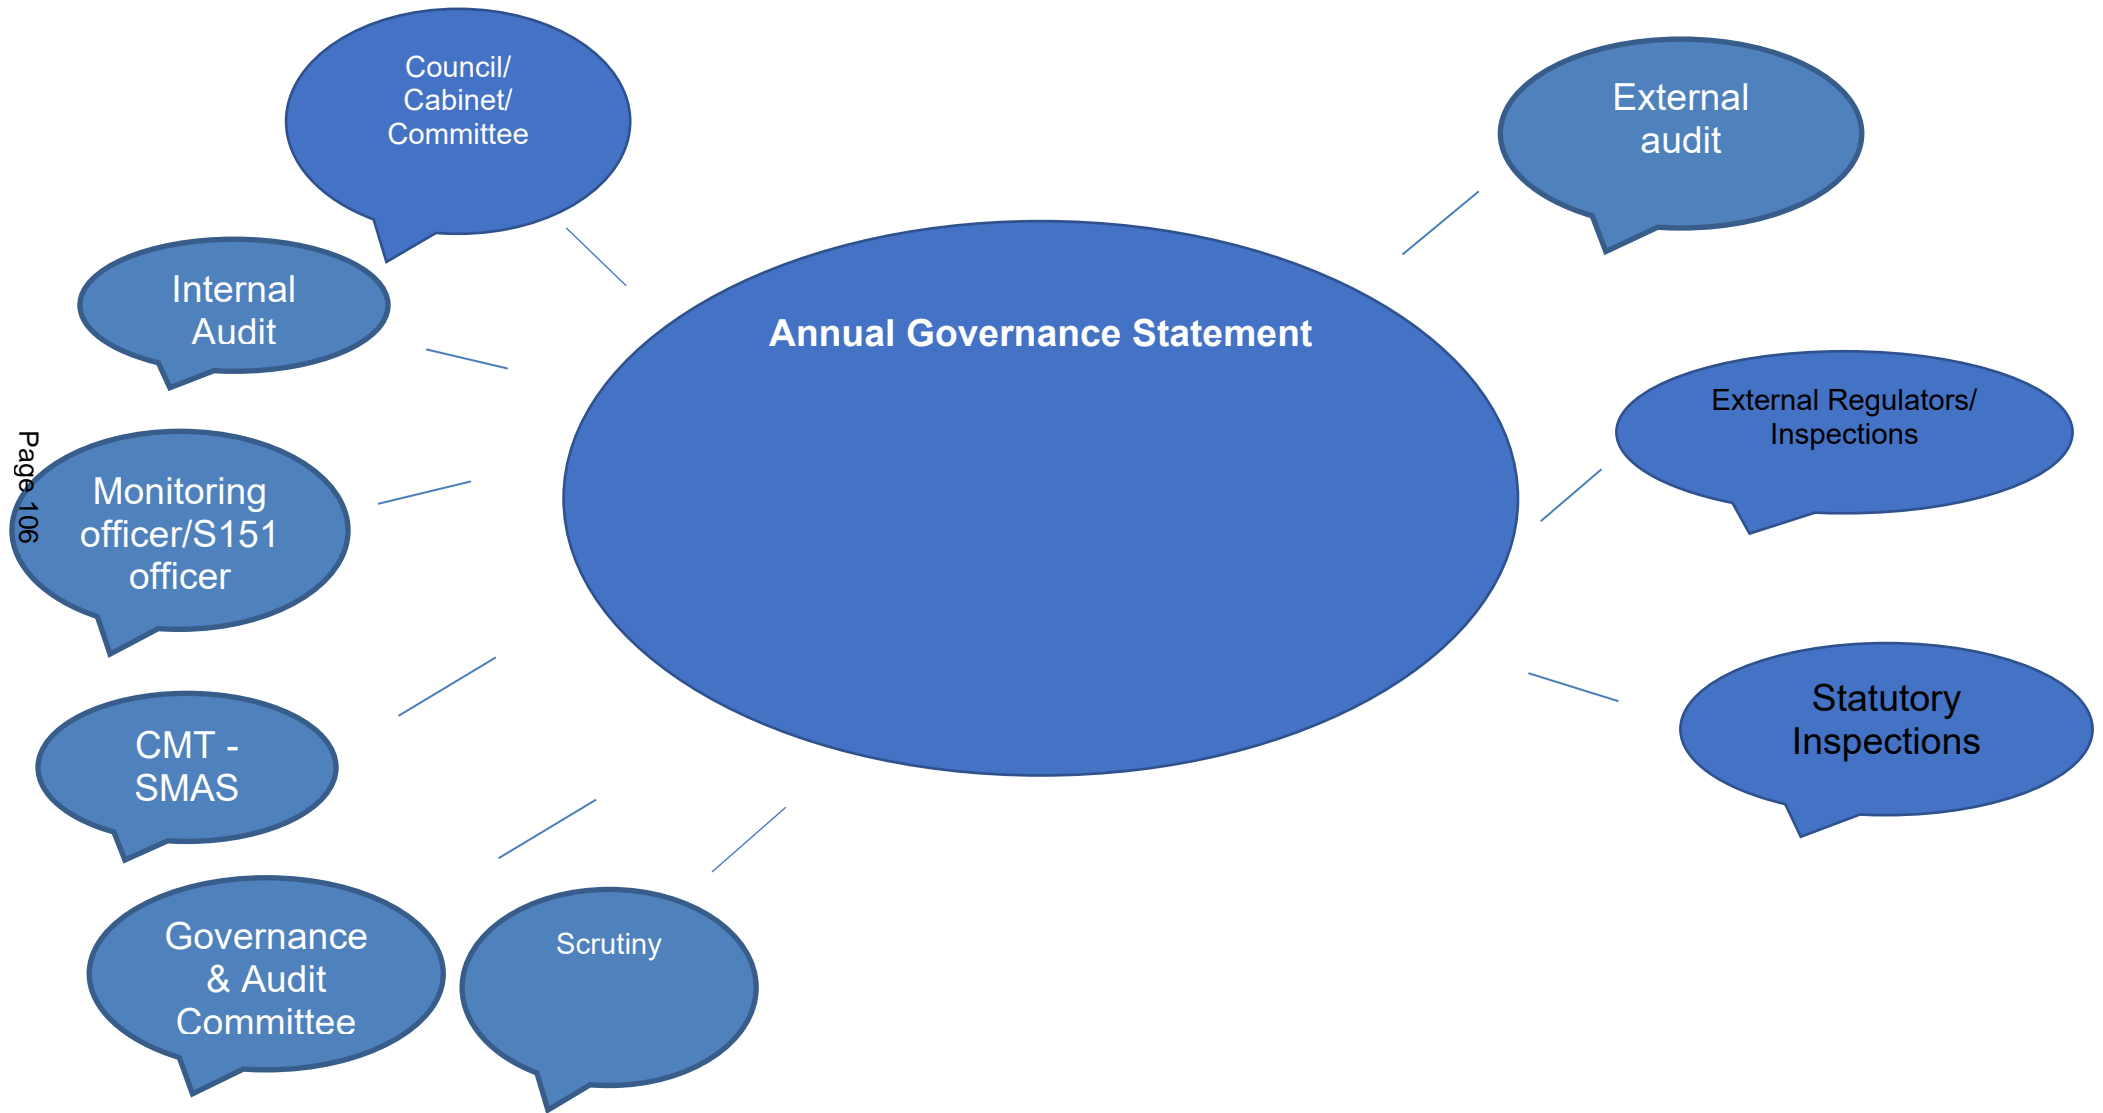 Council/
Cabinet/
Committee
External
audit
Internal
Audit
Annual Governance Statement
External Regulators/
Inspections
Page 106
Monitoring
officer/S151
officer
Statutory
Inspections
CMT -
SMAS
Governance
& Audit
Committee
Scrutiny